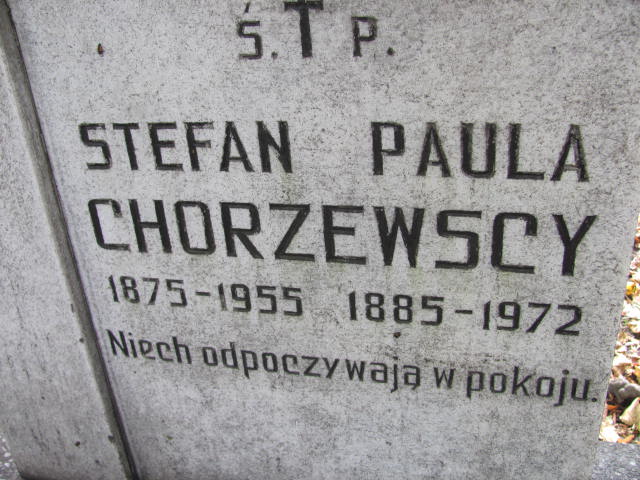 Ś. † P.
STEFAN PAULA
CHORZEWSCY
1875-1955 1885-1972
Niech odpoczywają w pokoju.